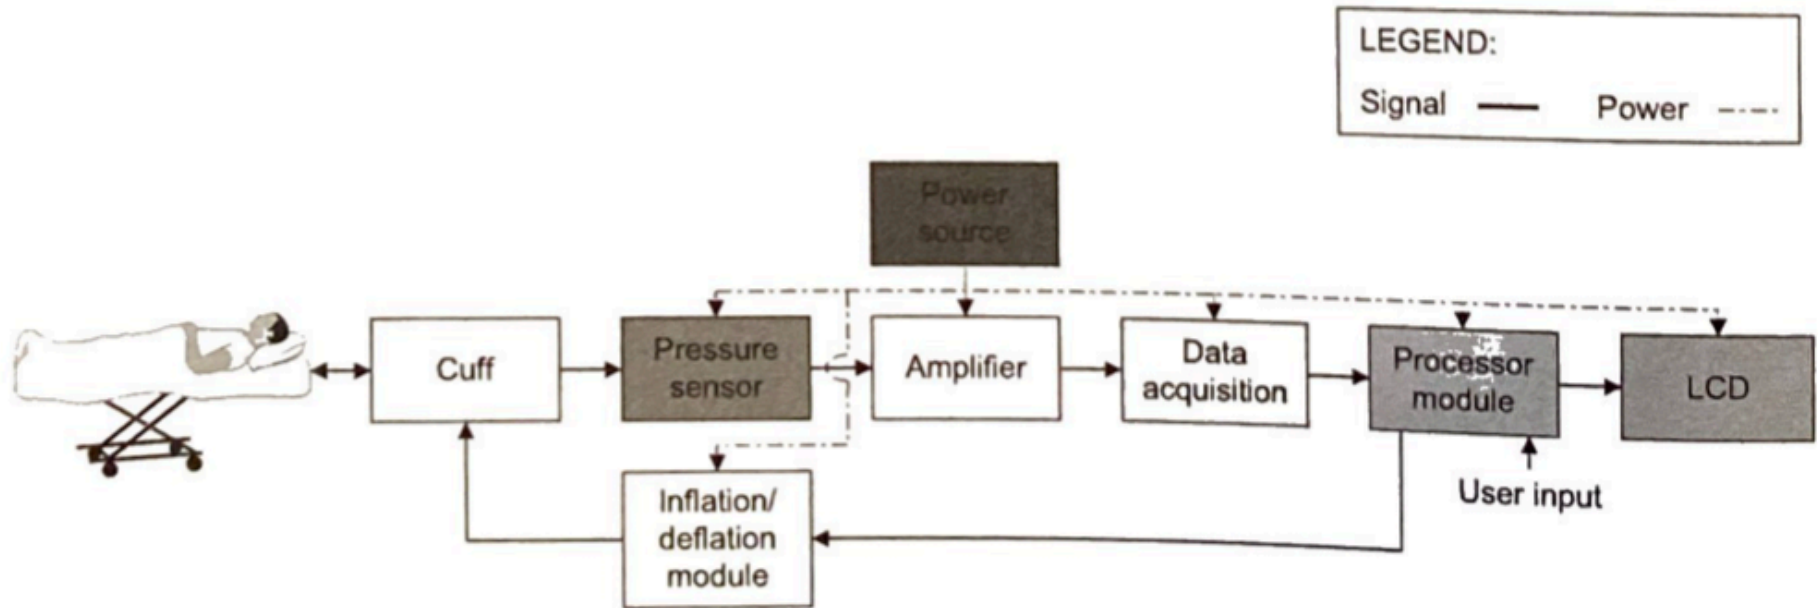 LEGEND:
Signal Power
Power
source
Cuff
Pressure
sensor
Amplifier
Data
acquisition
Processor
module
LCD
User input
Inflation/
deflation
module